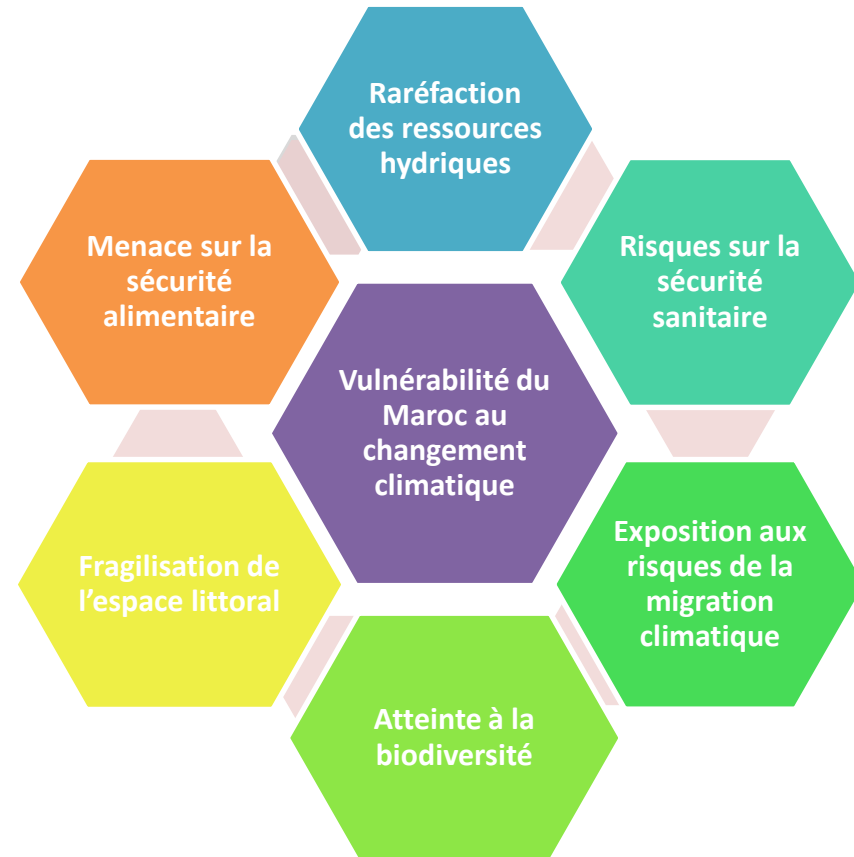 Raréfaction
des ressources
hydriques
Menace sur la
sécurité
alimentaire
Risques sur la
sécurité
sanitaire
Vulnérabilité du
Maroc au
changement
climatique
Fragilisation de
l’espace littoral
Exposition aux
risques de la
migration
climatique
Atteinte à la
biodiversité